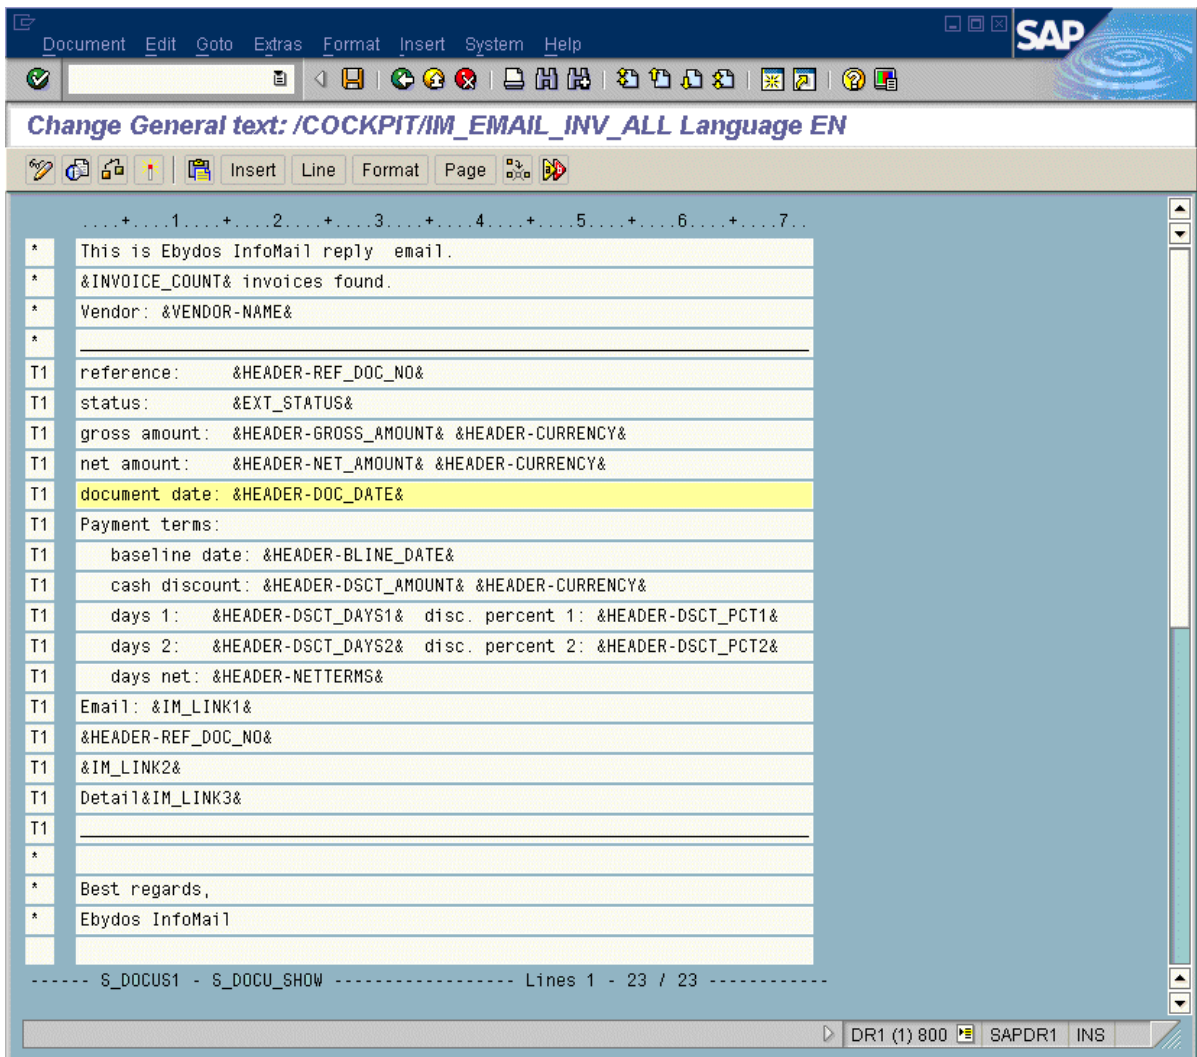 Document Edit Goto Extras Format Insert System Help
SAP
Change General text: /COCKPIT/IM_EMAIL_INV_ALL Language EN
Insert Line Format Page
....+....1....+....2....+....3....+....4....+....5....+....6....+....7..
* This is Ebydos InfoMail reply  email.
* &INVOICE_COUNT& invoices found.
* Vendor: &VENDOR-NAME&
* ________________________________________________________________________
T1 reference:     &HEADER-REF_DOC_NO&
T1 status:        &EXT_STATUS&
T1 gross amount:  &HEADER-GROSS_AMOUNT& &HEADER-CURRENCY&
T1 net amount:    &HEADER-NET_AMOUNT& &HEADER-CURRENCY&
T1 document date: &HEADER-DOC_DATE&
T1 Payment terms:
T1    baseline date: &HEADER-BLINE_DATE&
T1    cash discount: &HEADER-DSCT_AMOUNT& &HEADER-CURRENCY&
T1    days 1:   &HEADER-DSCT_DAYS1&  disc. percent 1: &HEADER-DSCT_PCT1&
T1    days 2:   &HEADER-DSCT_DAYS2&  disc. percent 2: &HEADER-DSCT_PCT2&
T1    days net: &HEADER-NETTERMS&
T1 Email: &IM_LINK1&
T1 &HEADER-REF_DOC_NO&
T1 &IM_LINK2&
T1 Detail&IM_LINK3&
T1 ________________________________________________________________________
*
* Best regards,
* Ebydos InfoMail
------ S_DOCUS1 - S_DOCU_SHOW ------------------ Lines 1 - 23 / 23 ------------
DR1 (1) 800 SAPDR1 INS